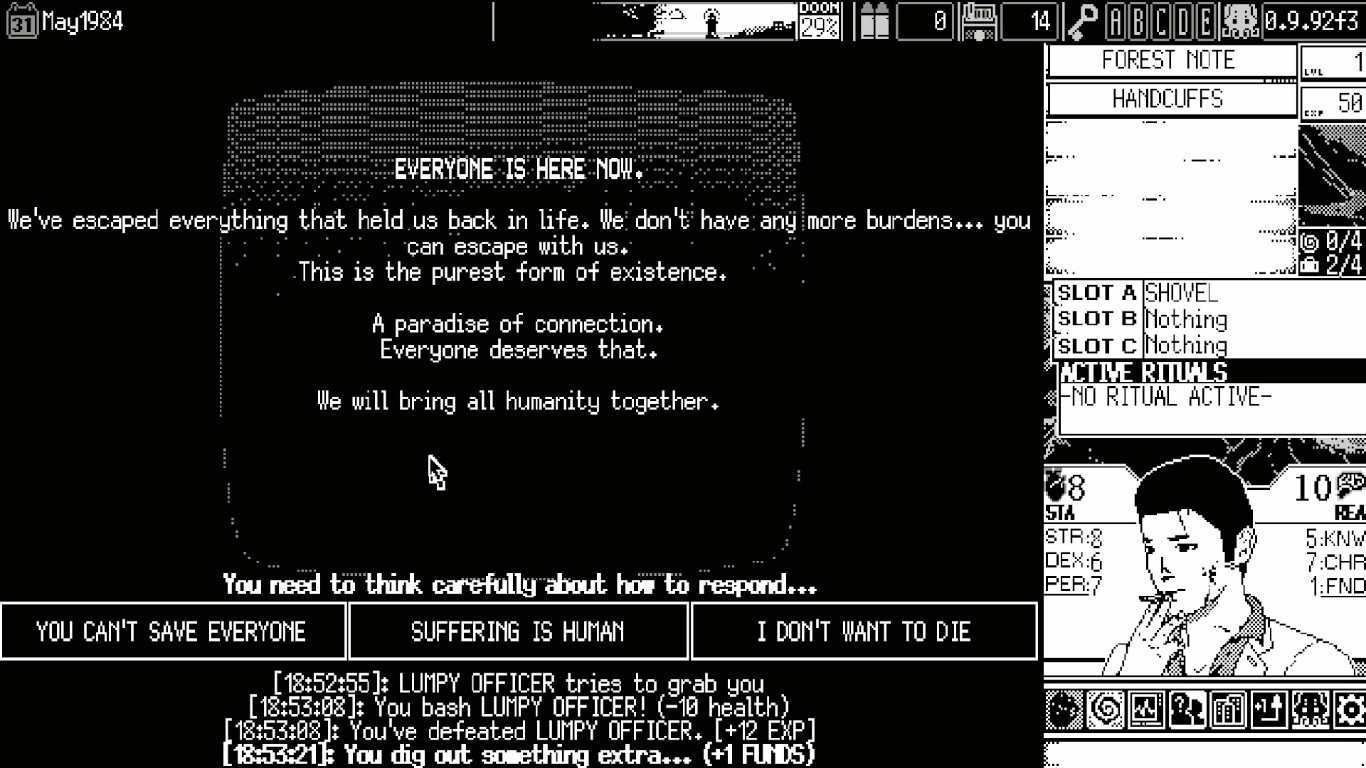 31 May1984
DOOM
29%
0
14
A B C D E
0.9.92f3
FOREST NOTE
LVL 1
HANDCUFFS
EXP 50
0/4
2/4
EVERYONE IS HERE NOW.
We've escaped everything that held us back in life. We don't have any more burdens... you
can escape with us.
This is the purest form of existence.
A paradise of connection.
Everyone deserves that.
We will bring all humanity together.
SLOT A SHOVEL
SLOT B Nothing
SLOT C Nothing
ACTIVE RITUALS
-NO RITUAL ACTIVE-
8
STA
10
REA
STR:8
DEX:6
PER:7
5:KNW
7:CHR
1:FND
You need to think carefully about how to respond...
YOU CAN'T SAVE EVERYONE
SUFFERING IS HUMAN
I DON'T WANT TO DIE
[18:52:55]: LUMPY OFFICER tries to grab you
[18:53:08]: You bash LUMPY OFFICER! (-10 health)
[18:53:08]: You've defeated LUMPY OFFICER. [+12 EXP]
[18:53:21]: You dig out something extra... (+1 FUNDS)